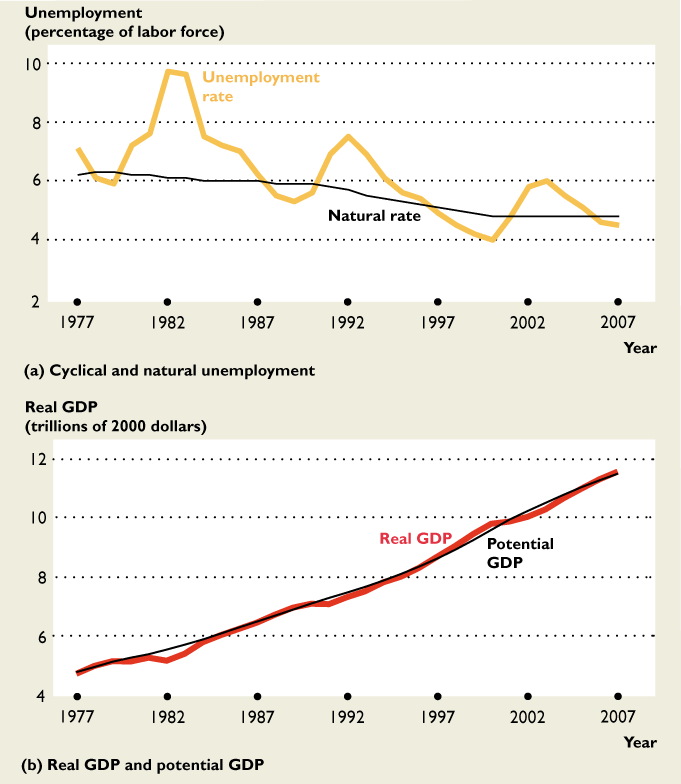 Unemployment
(percentage of labor force)
10
Unemployment
rate
8
6
Natural rate
4
2
1977 1982 1987 1992 1997 2002 2007
Year
(a) Cyclical and natural unemployment
Real GDP
(trillions of 2000 dollars)
12
10
Real GDP
Potential
GDP
8
6
4
1977 1982 1987 1992 1997 2002 2007
Year
(b) Real GDP and potential GDP